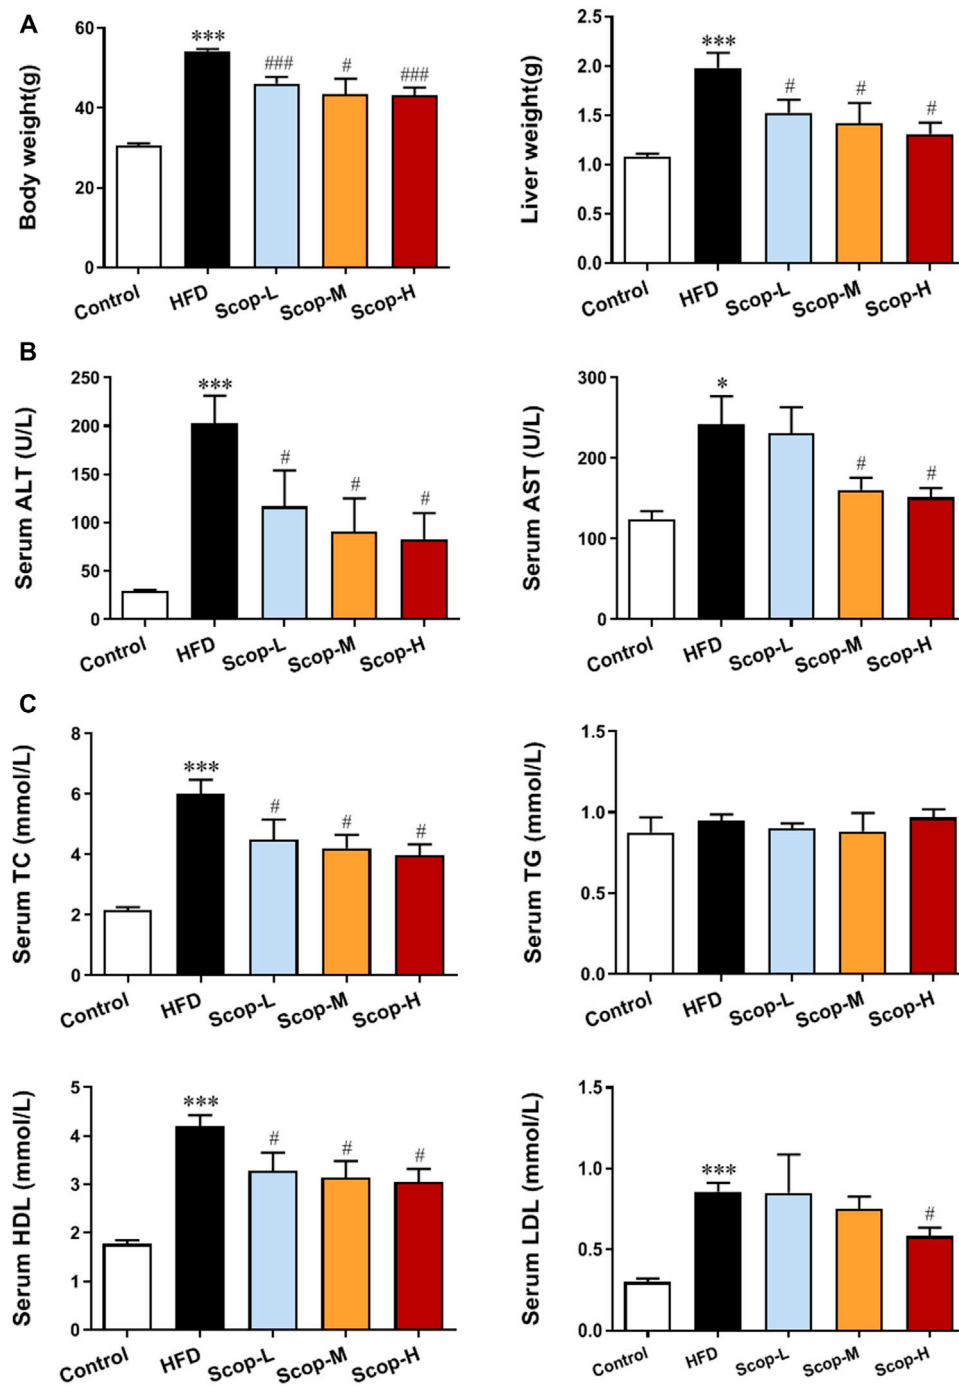 A
Body weight(g)
60
40
20
0
***
###
#
###
Control
HFD
Scop-L
Scop-M
Scop-H
Liver weight(g)
2.5
2.0
1.5
1.0
0.5
0.0
***
#
#
#
Control
HFD
Scop-L
Scop-M
Scop-H
B
Serum ALT (U/L)
250
200
150
100
50
0
***
#
#
#
Control
HFD
Scop-L
Scop-M
Scop-H
Serum AST (U/L)
300
200
100
0
*
#
#
Control
HFD
Scop-L
Scop-M
Scop-H
C
Serum TC (mmol/L)
8
6
4
2
0
***
#
#
#
Control
HFD
Scop-L
Scop-M
Scop-H
Serum TG (mmol/L)
1.5
1.0
0.5
0.0
Control
HFD
Scop-L
Scop-M
Scop-H
Serum HDL (mmol/L)
5
4
3
2
1
0
***
#
#
#
Control
HFD
Scop-L
Scop-M
Scop-H
Serum LDL (mmol/L)
1.5
1.0
0.5
0.0
***
#
Control
HFD
Scop-L
Scop-M
Scop-H